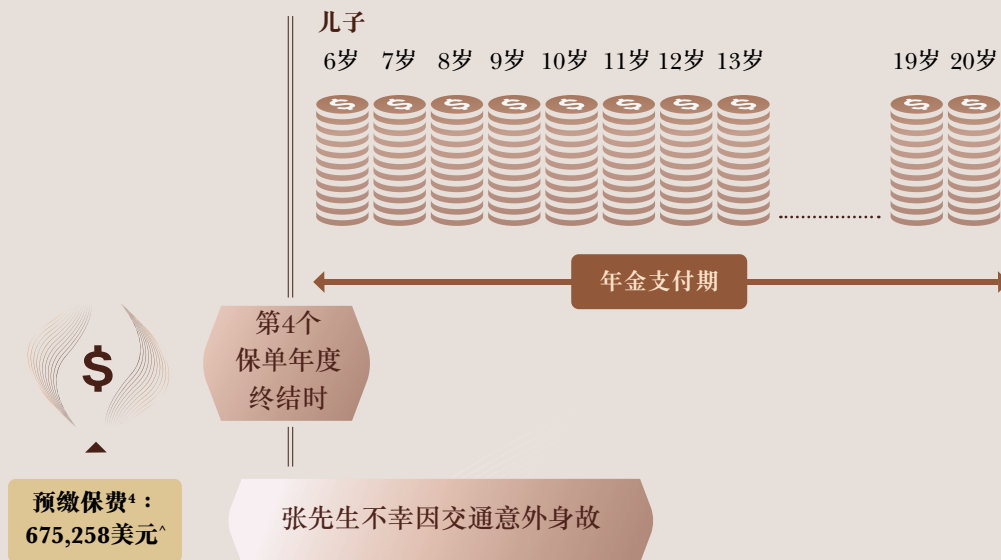 儿子
6岁 7岁 8岁 9岁 10岁 11岁 12岁 13岁 19岁 20岁
年金支付期
第4个
保单年度
终结时
$
预缴保费⁴：
675,258美元^
张先生不幸因交通意外身故